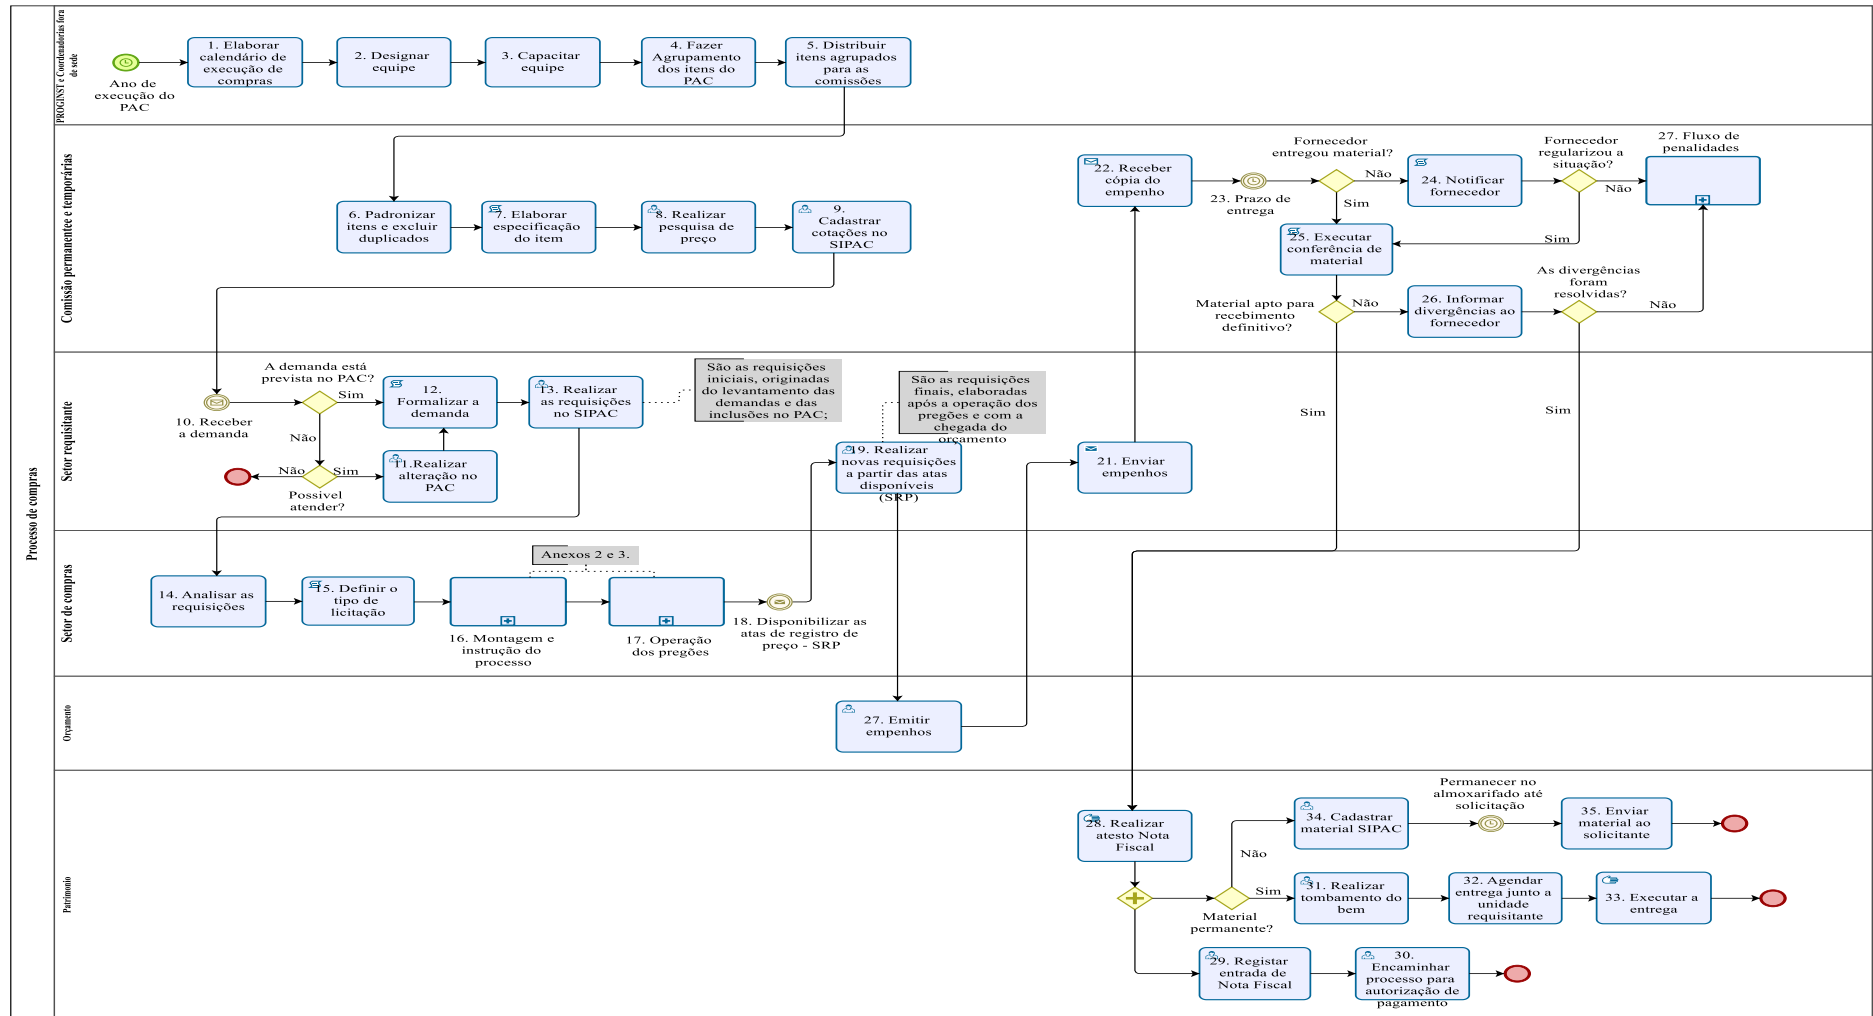 Processo de compras
PROGINST e Coordenadorias fora
de sede
Ano de
execução do
PAC
1. Elaborar
calendário de
execução de
compras
2. Designar
equipe
3. Capacitar
equipe
4. Fazer
Agrupamento
dos itens do
PAC
5. Distribuir
itens agrupados
para as
comissões
Comissão permanentee e temporárias
6. Padronizar
itens e excluir
duplicados
7. Elaborar
especificação
do item
8. Realizar
pesquisa de
preço
9.
Cadastrar
cotações no
SIPAC
22. Receber
cópia do
empenho
23. Prazo de
entrega
Fornecedor
entregou material?
Não
Sim
24. Notificar
fornecedor
Fornecedor
regularizou a
situação?
Não
Sim
27. Fluxo de
penalidades
25. Executar
conferência de
material
Material apto para
recebimento
definitivo?
Não
Sim
26. Informar
divergências ao
fornecedor
As divergências
foram
resolvidas?
Não
Sim
Setor requisitante
10. Receber
a demanda
A demanda está
prevista no PAC?
Sim
Não
12.
Formalizar a
demanda
13. Realizar
as requisições
no SIPAC
São as requisições
iniciais, originadas
do levantamento das
demandas e das
inclusões no PAC;
Não
Sim
Possivel
atender?
11.Realizar
alteração no
PAC
São as requisições
finais, elaboradas
após a operação dos
pregões e com a
chegada do
orçamento
19. Realizar
novas requisições
a partir das atas
disponíveis
(SRP)
21. Enviar
empenhos
Setor de compras
14. Analisar as
requisições
15. Definir o
tipo de
licitação
Anexos 2 e 3.
16. Montagem e
instrução do
processo
17. Operação
dos pregões
18. Disponibilizar as
atas de registro de
preço - SRP
Orçamento
27. Emitir
empenhos
Patrimonio
28. Realizar
atesto Nota
Fiscal
Material
permanente?
Não
Sim
34. Cadastrar
material SIPAC
Permanecer no
almoxarifado até
solicitação
35. Enviar
material ao
solicitante
31. Realizar
tombamento do
bem
32. Agendar
entrega junto a
unidade
requisitante
33. Executar a
entrega
29. Registar
entrada de
Nota Fiscal
30.
Encaminhar
processo para
autorização de
pagamento